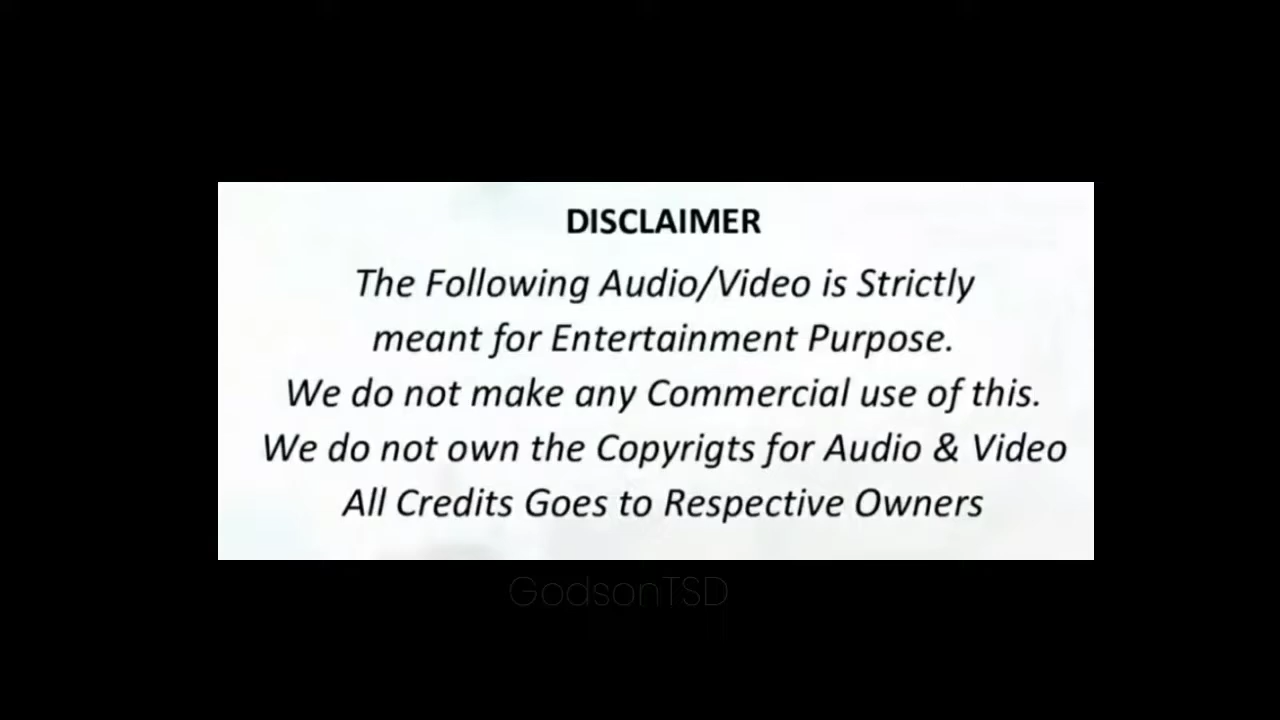 DISCLAIMER
The Following Audio/Video is Strictly
meant for Entertainment Purpose.
We do not make any Commercial use of this.
We do not own the Copyrigts for Audio & Video
All Credits Goes to Respective Owners
GodsonTSD